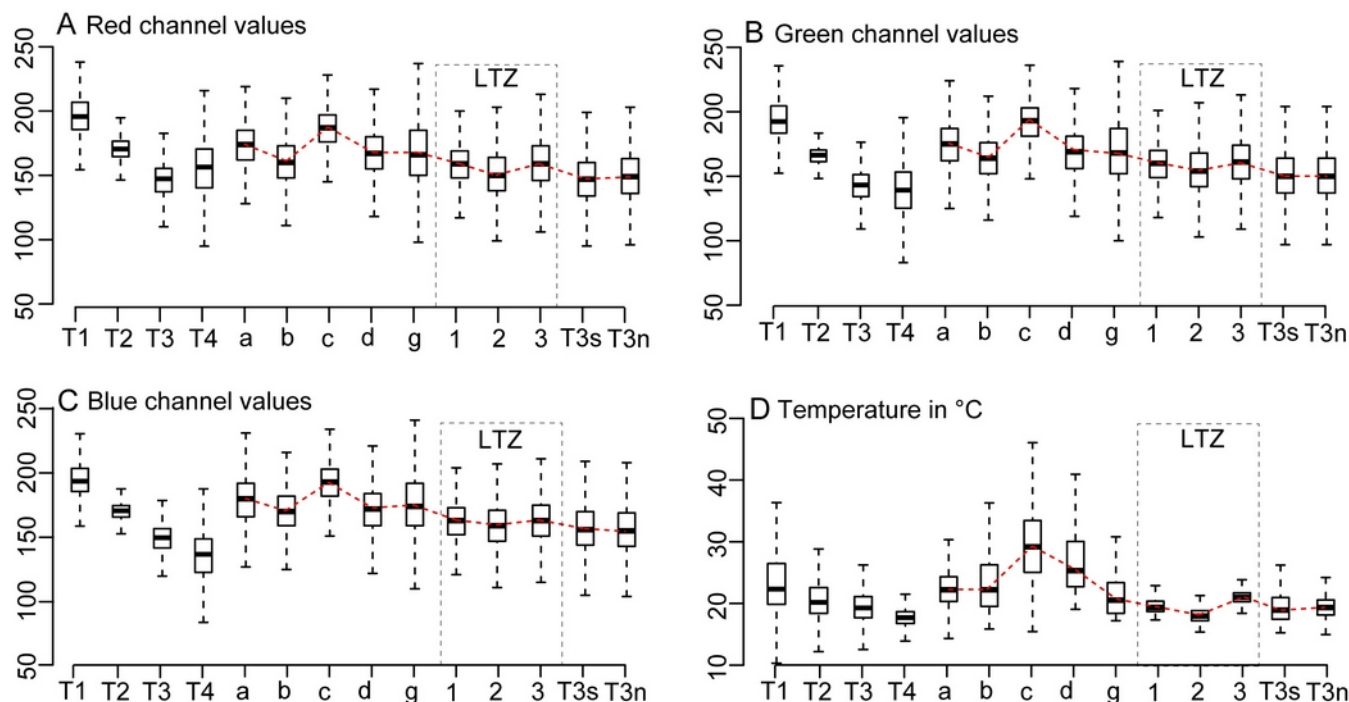 A Red channel values
250
200
150
100
50
LTZ
T1 T2 T3 T4 a b c d g 1 2 3 T3s T3n
B Green channel values
250
200
150
100
50
LTZ
T1 T2 T3 T4 a b c d g 1 2 3 T3s T3n
C Blue channel values
250
200
150
100
50
LTZ
T1 T2 T3 T4 a b c d g 1 2 3 T3s T3n
D Temperature in °C
50
40
30
20
10
LTZ
T1 T2 T3 T4 a b c d g 1 2 3 T3s T3n